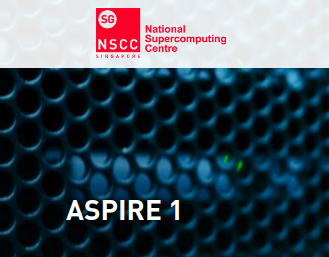 SG
NSCC
SINGAPORE
National
Supercomputing
Centre
ASPIRE 1